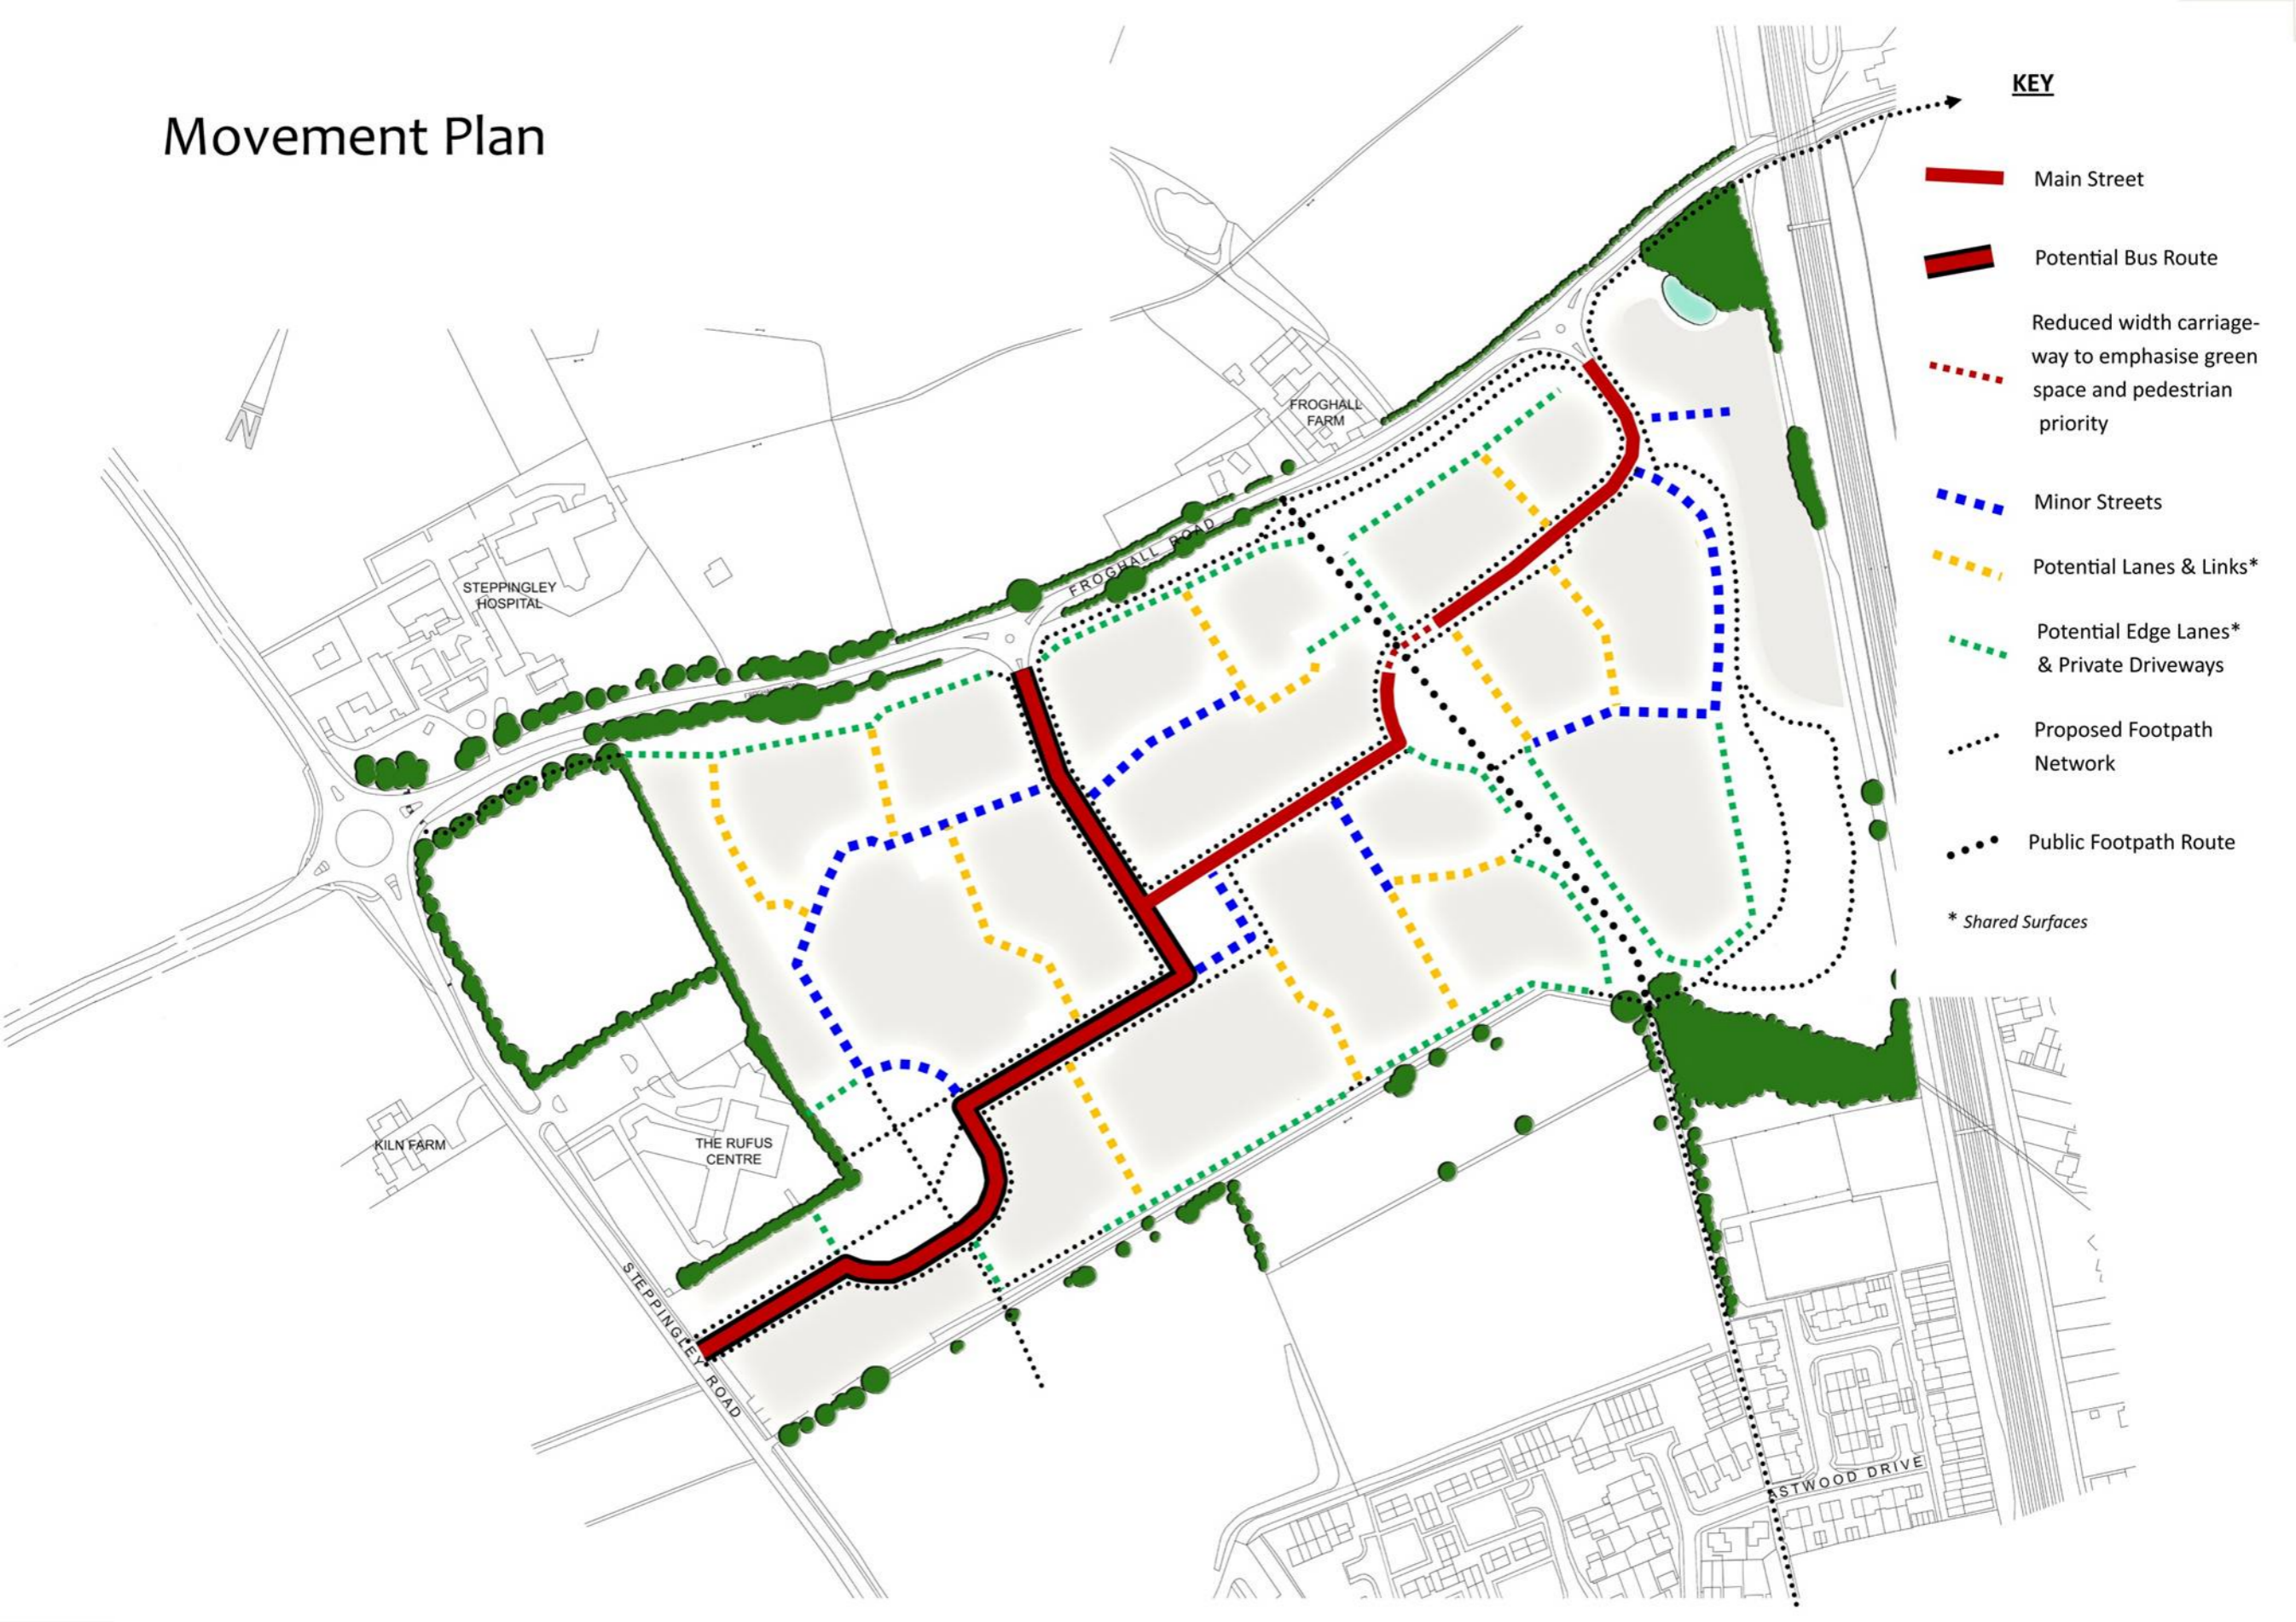 Movement Plan
KEY
Main Street
Potential Bus Route
Reduced width carriage-
way to emphasise green
space and pedestrian
priority
Minor Streets
Potential Lanes & Links*
Potential Edge Lanes*
& Private Driveways
Proposed Footpath
Network
Public Footpath Route
* Shared Surfaces
N
FROGHALL
FARM
FROGHALL ROAD
STEPPINGLEY
HOSPITAL
KILN FARM
THE RUFUS
CENTRE
STEPPINGLEY ROAD
ASTWOOD DRIVE